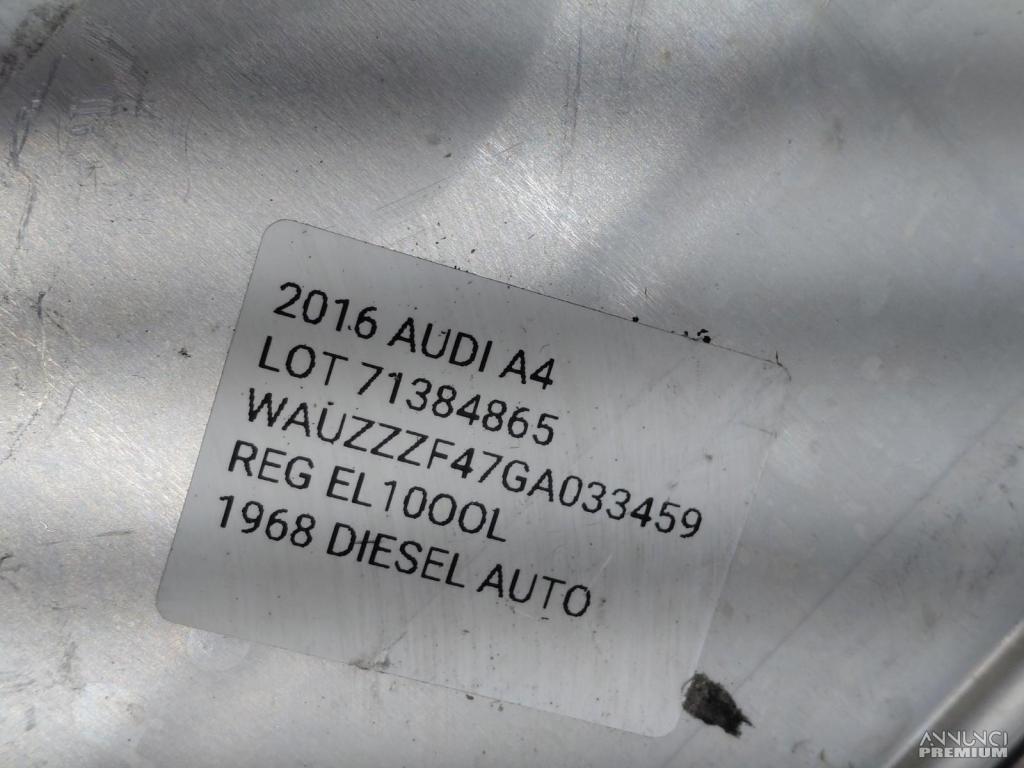 2016 AUDI A4
LOT 71384865
WAUZZZF47GA033459
REG EL10OOL
1968 DIESEL AUTO
ANNUNCI
PREMIUM